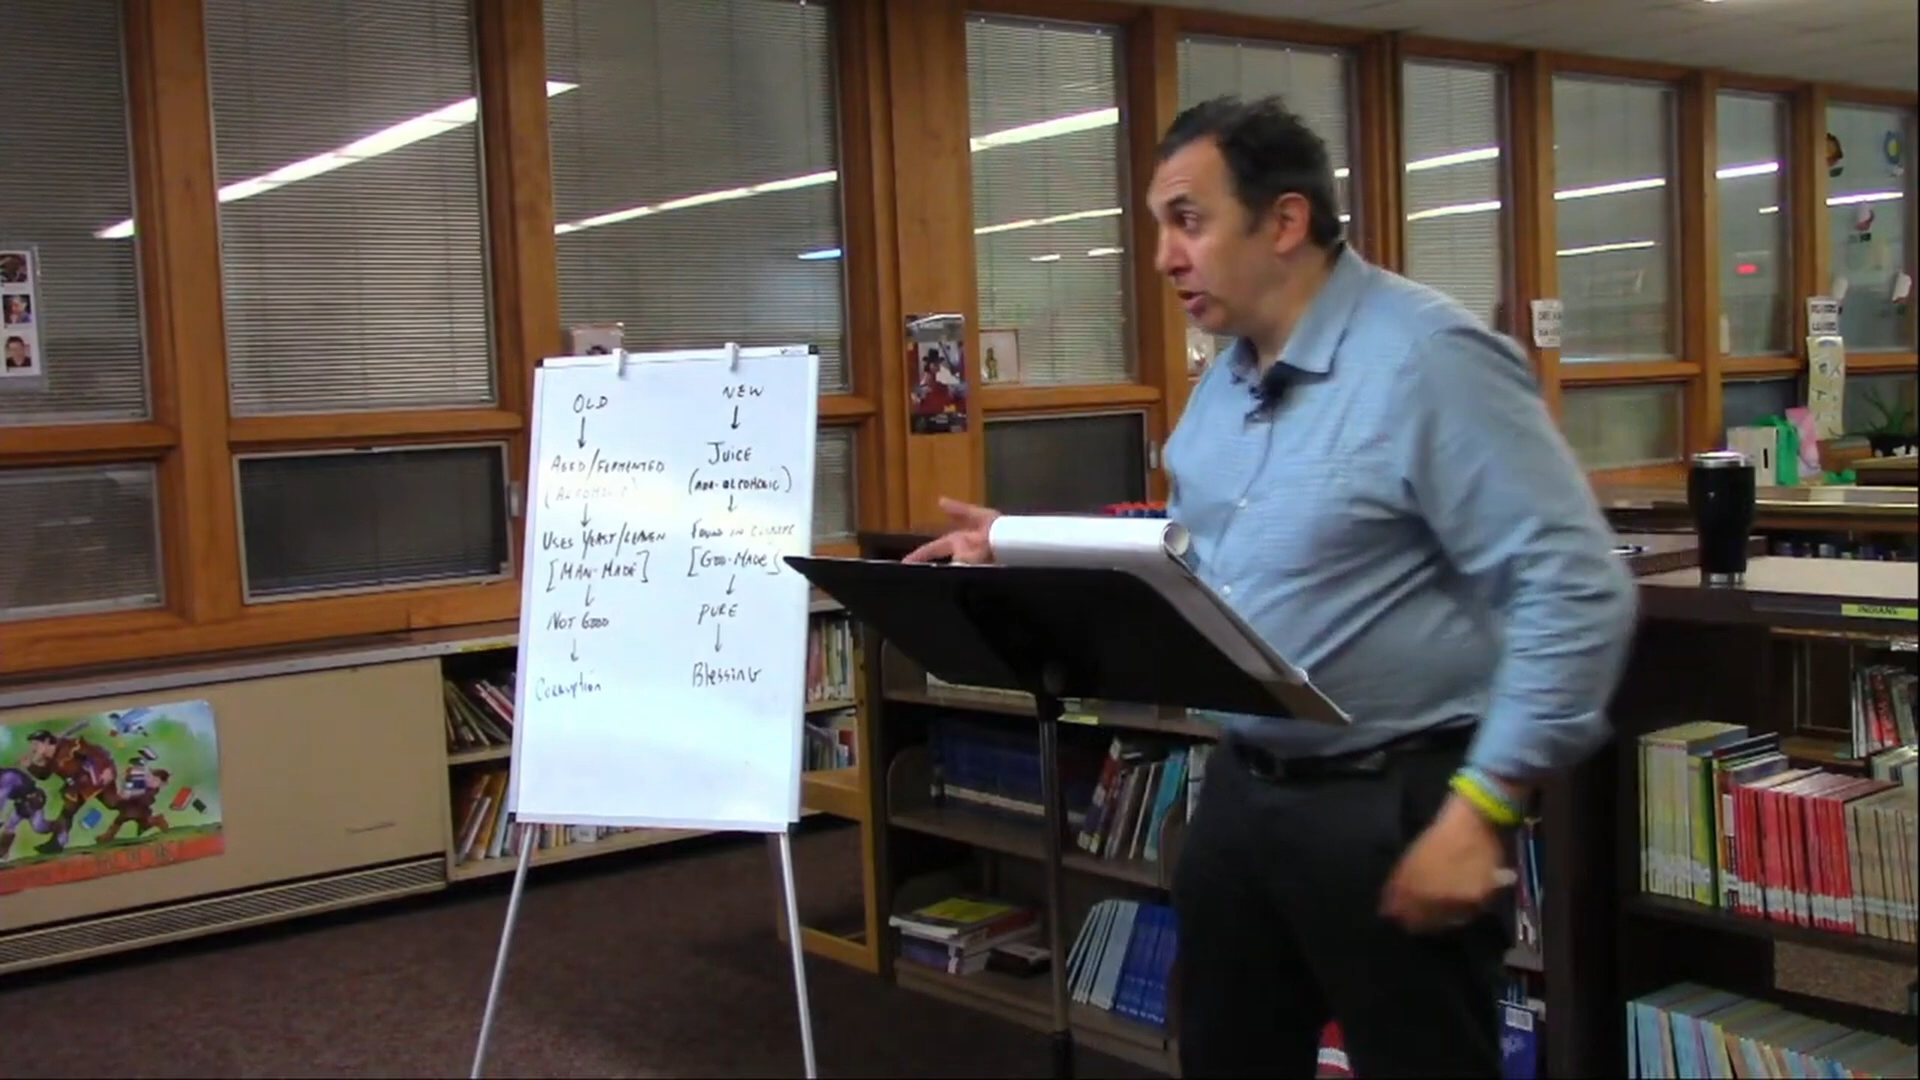 OLD
AGED/FERMENTED
(ALCOHOLIC)
USES YEAST/LEAVEN
[MAN-MADE]
NOT GOOD
Corruption
NEW
JUICE
(NON-ALCOHOLIC)
FOUND IN CLUSTER
[GOD-MADE]
PURE
BlessinG
INDIANS